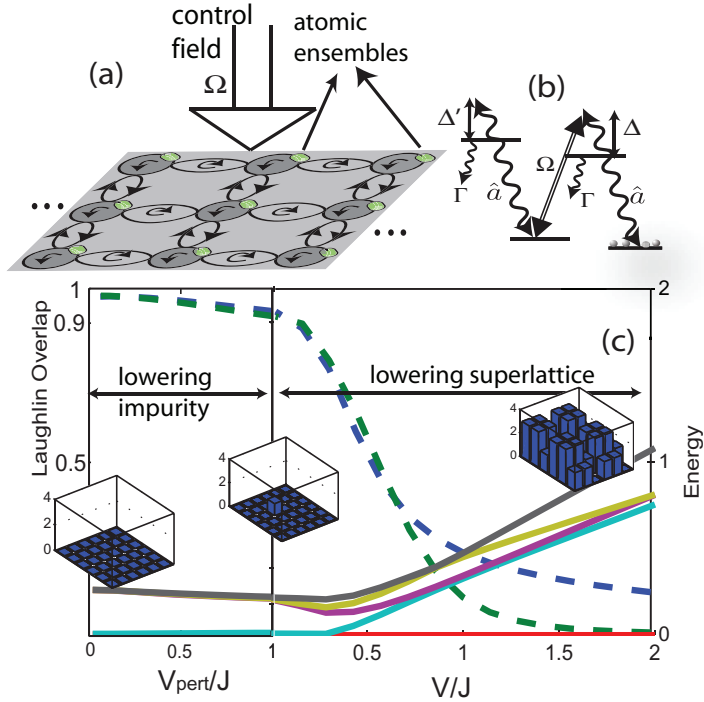 control
field
Ω
atomic
ensembles
(a)
(b)
Δ'
Γ
â
Ω
Γ
Δ
â
...
...
1
0.9
0.5
Laughlin Overlap
2
1
0
Energy
(c)
lowering
impurity
lowering superlattice
4
2
0
4
2
0
4
2
0
0
0.5
1
0.5
1
1.5
2
V_pert/J
V/J